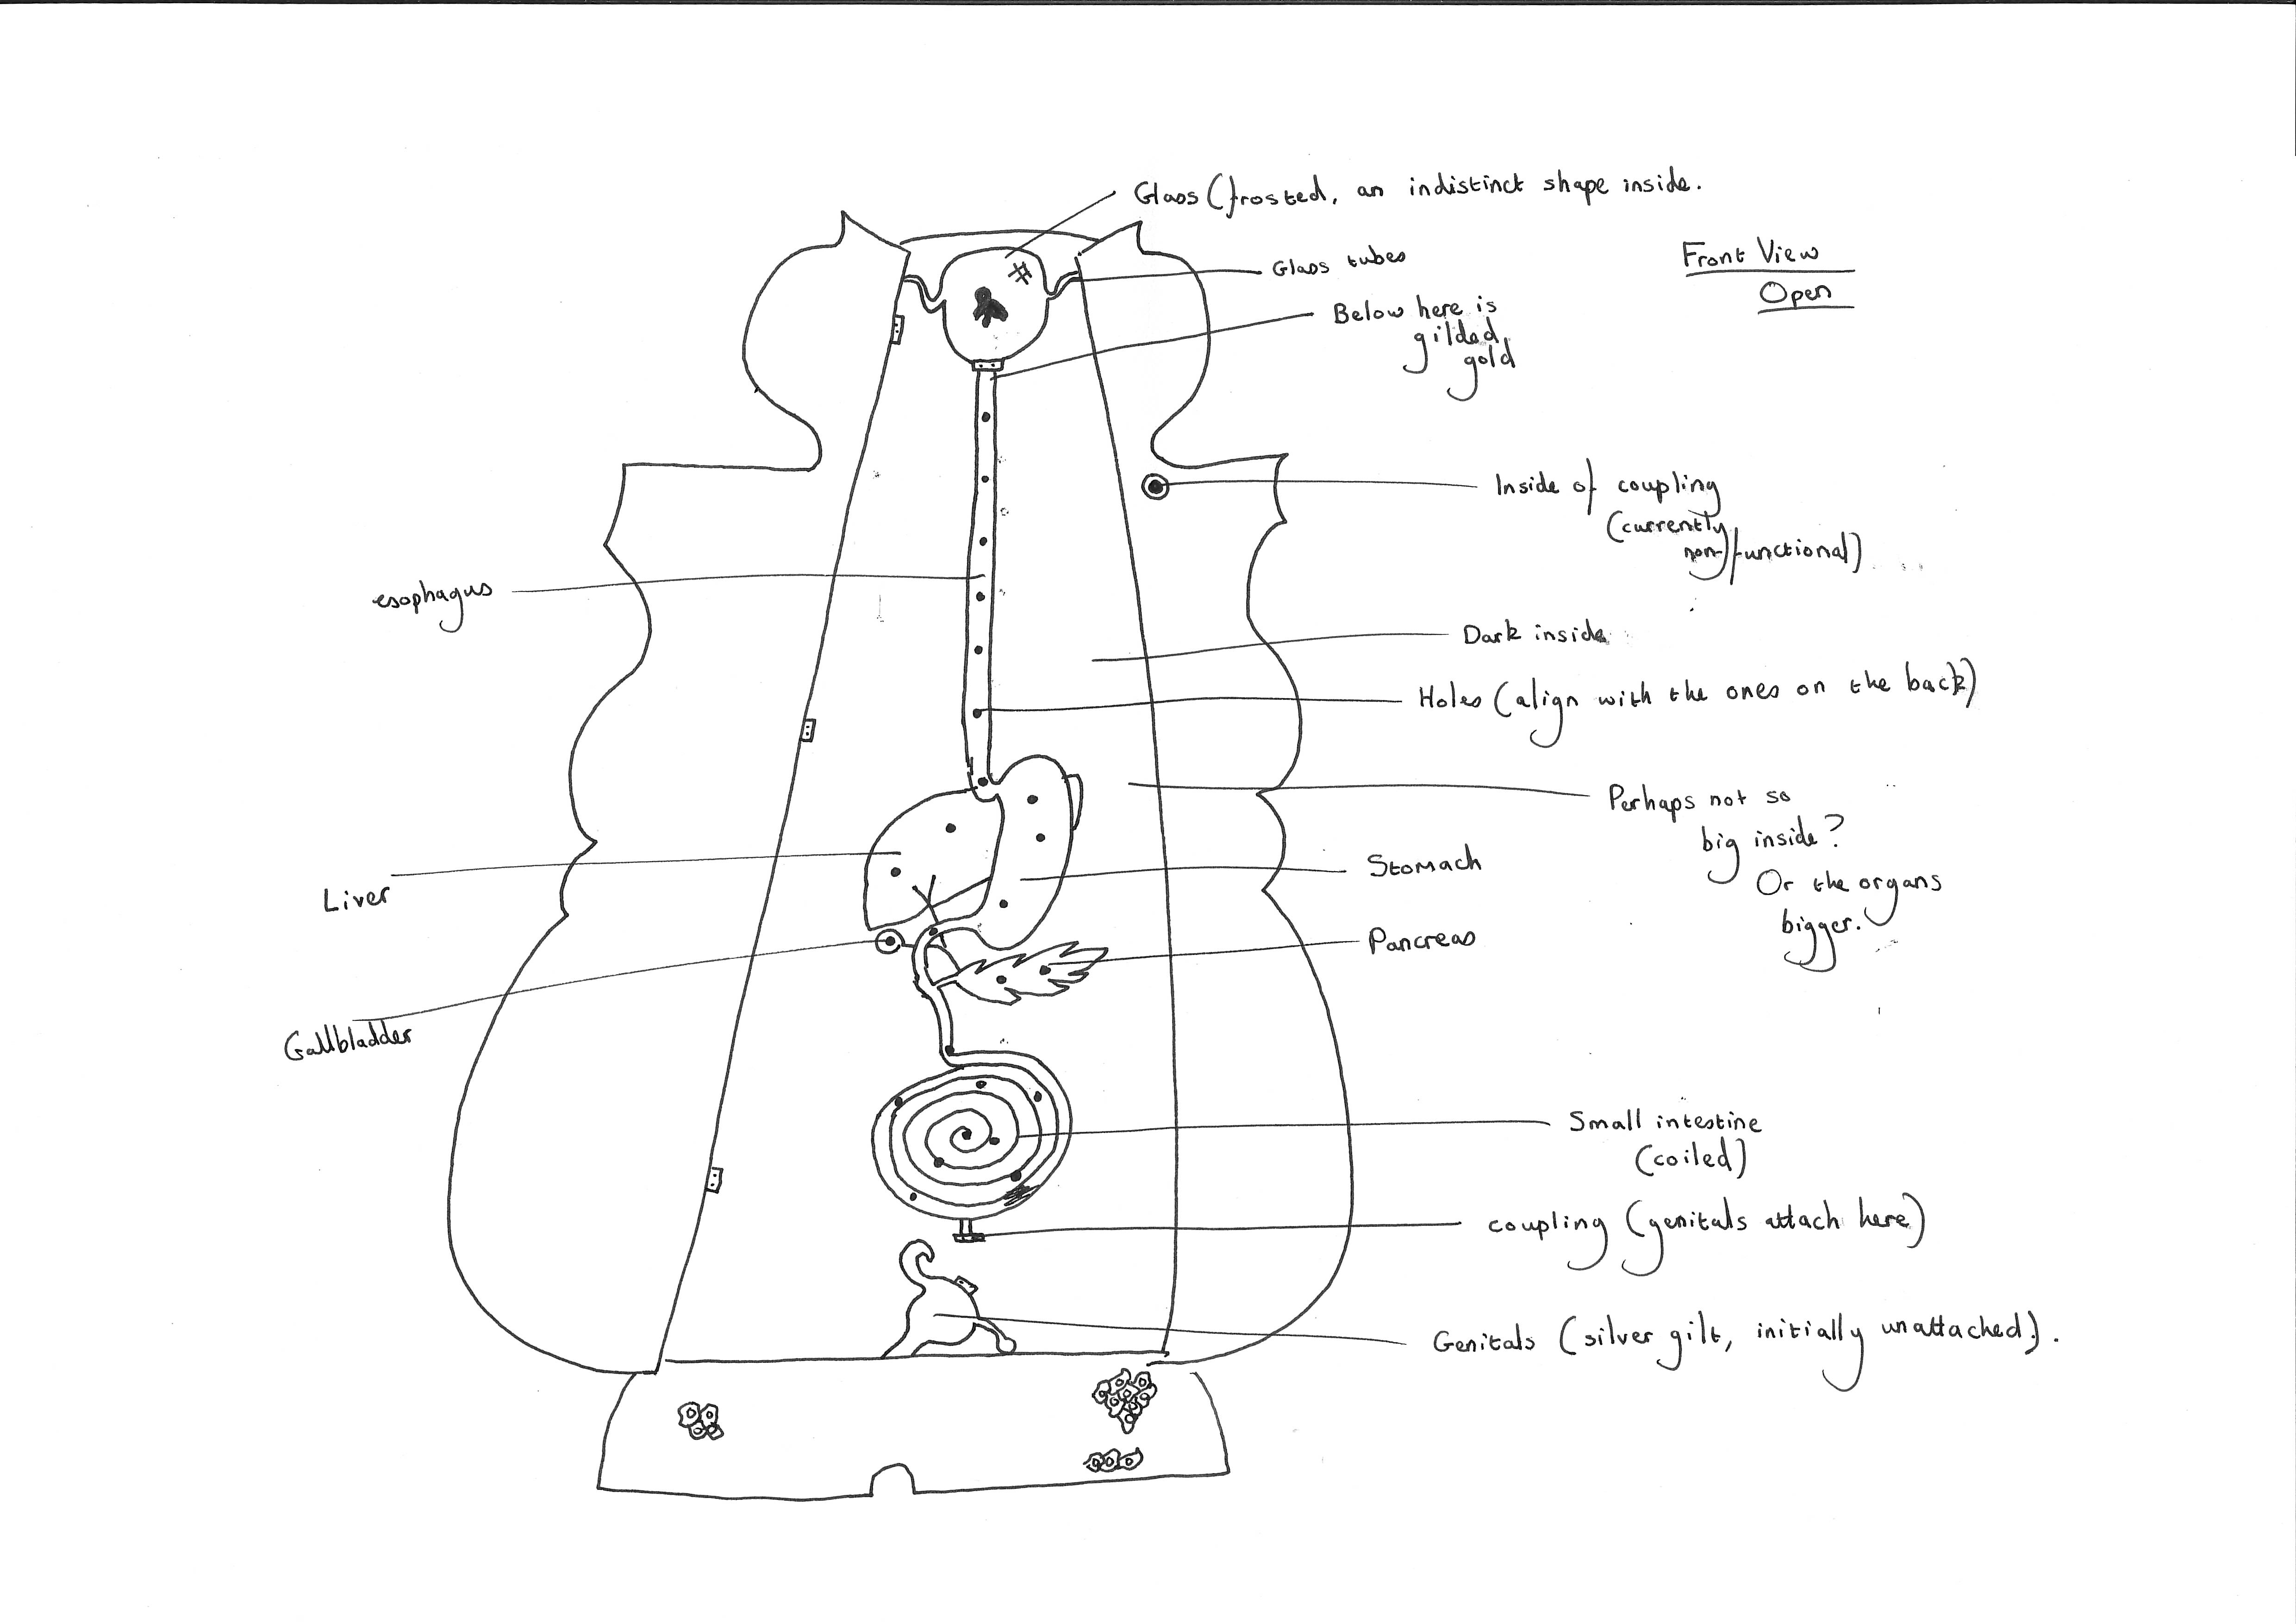 Glass (frosted, an indistinct shape inside.
Glass tubes
Front View
Open
Below here is
gilded
gold
Inside of coupling
(currently
non-functional)
esophagus
Dark inside
Holes (align with the ones on the back)
Perhaps not so
big inside?
Or the organs
bigger.
Stomach
Liver
Pancreas
Gallbladder
Small intestine
(coiled)
coupling (genitals attach here)
Genitals (silver gilt, initially unattached).